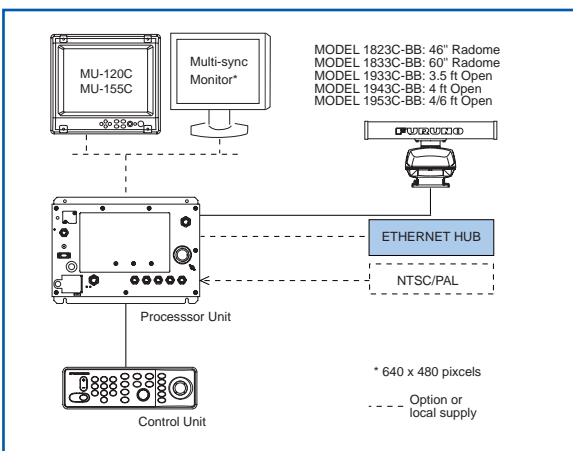 MU-120C
MU-155C
Multi-sync
Monitor*
MODEL 1823C-BB: 46" Radome
MODEL 1833C-BB: 60" Radome
MODEL 1933C-BB: 3.5 ft Open
MODEL 1943C-BB: 4 ft Open
MODEL 1953C-BB: 4/6 ft Open
FURUNO
ETHERNET HUB
NTSC/PAL
Processsor Unit
Control Unit
* 640 x 480 pixcels
Option or
local supply